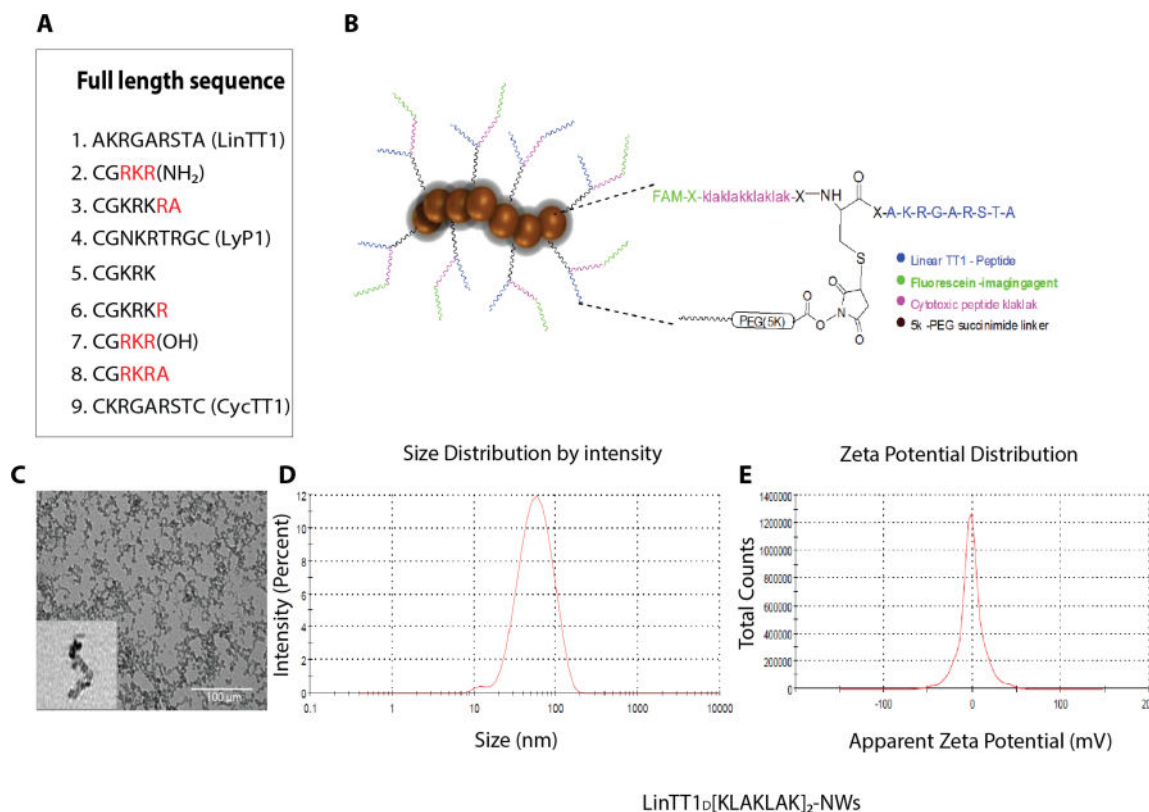 A
Full length sequence
1. AKRGARSTA (LinTT1)
2. CGRKR(NH₂)
3. CGKRKRA
4. CGNKRTRGC (LyP1)
5. CGKRK
6. CGKRKR
7. CGRKR(OH)
8. CGRKRA
9. CKRGARSTC (CycTT1)
B
FAM-X-klaklakklaklak-X-NH
O
X-A-K-R-G-A-R-S-T-A
S
O
O
PEG(5K)
O
N
O
Linear TT1 - Peptide
Fluorescein -imagingagent
Cytotoxic peptide klaklak
5k -PEG succinimide linker
C
100 µm
D
Size Distribution by intensity
Intensity (Percent)
12
10
8
6
4
2
0
0.1 1 10 100 1000 10000
Size (nm)
E
Zeta Potential Distribution
Total Counts
1400000
1200000
1000000
800000
600000
400000
200000
0
-100 0 100 200
Apparent Zeta Potential (mV)
LinTT1D[KLAKLAK]₂-NWs